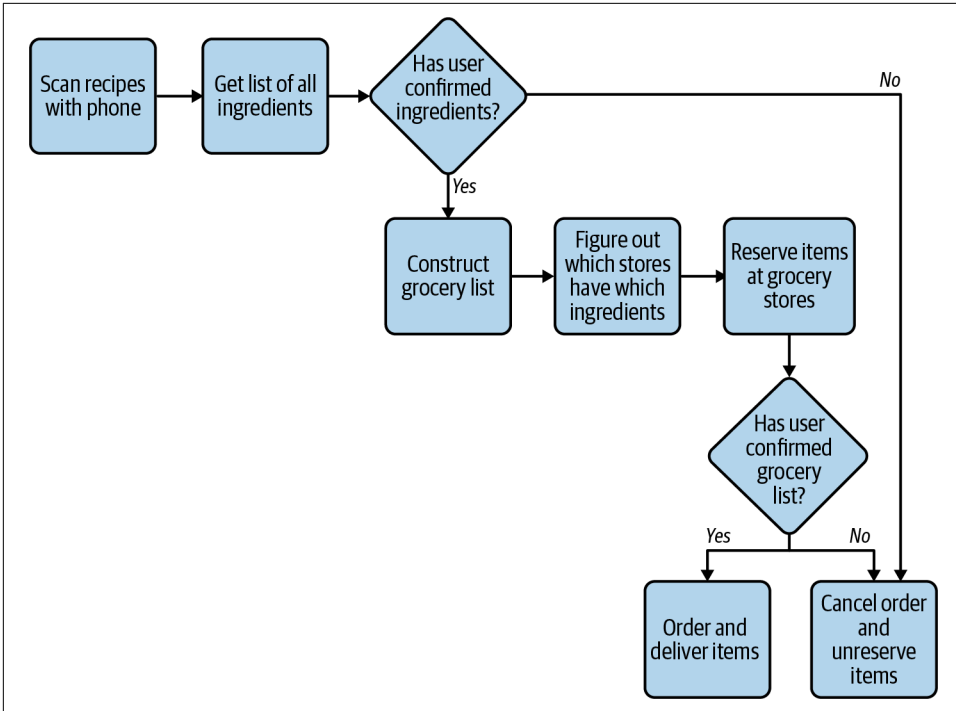 Scan recipes
with phone
Get list of all
ingredients
Has user
confirmed
ingredients?
No
Yes
Construct
grocery list
Figure out
which stores
have which
ingredients
Reserve items
at grocery
stores
Has user
confirmed
grocery
list?
Yes
No
Order and
deliver items
Cancel order
and
unreserve
items